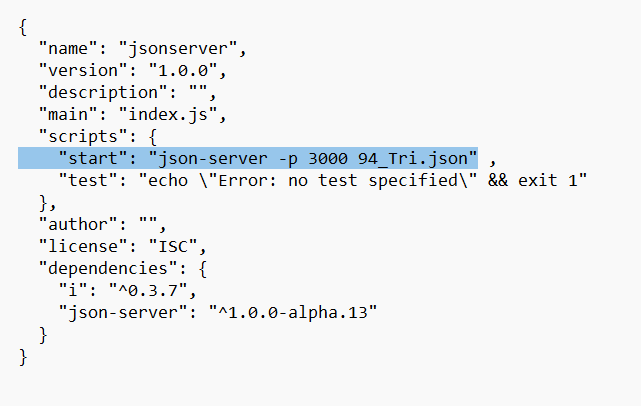 {
  "name": "jsonserver",
  "version": "1.0.0",
  "description": "",
  "main": "index.js",
  "scripts": {
    "start": "json-server -p 3000 94_Tri.json" ,
    "test": "echo \"Error: no test specified\" && exit 1"
  },
  "author": "",
  "license": "ISC",
  "dependencies": {
    "i": "^0.3.7",
    "json-server": "^1.0.0-alpha.13"
  }
}